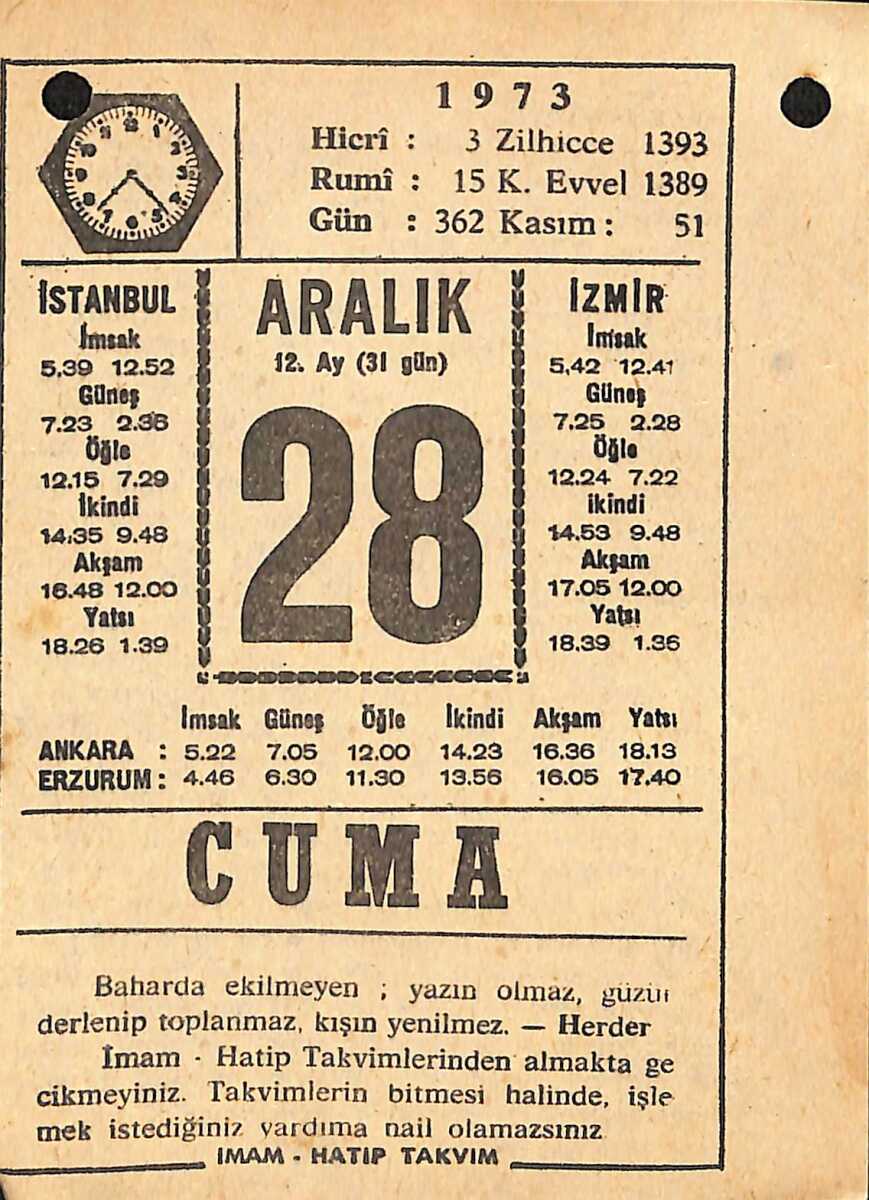 1973
Hicrî : 3 Zilhicce 1393
Rumî : 15 K. Evvel 1389
Gün : 362 Kasım : 51
İSTANBUL
İmsak
5.39 12.52
Güneş
7.23 2.36
Öğle
12.15 7.29
İkindi
14.35 9.48
Akşam
16.48 12.00
Yatsı
18.26 1.39
ARALIK
12. Ay (31 gün)
28
İZMİR
İmsak
5.42 12.41
Güneş
7.25 2.28
Öğle
12.24 7.22
ikindi
14.53 9.48
Akşam
17.05 12.00
Yatsı
18.39 1.36
İmsak Güneş Öğle İkindi Akşam Yatsı
ANKARA : 5.22 7.05 12.00 14.23 16.36 18.13
ERZURUM : 4.46 6.30 11.30 13.56 16.05 17.40
CUMA
Baharda ekilmeyen ; yazın olmaz, güzün
derlenip toplanmaz, kışın yenilmez. — Herder
İmam - Hatip Takvimlerinden almakta ge
cikmeyiniz. Takvimlerin bitmesi halinde, işle
mek istediğiniz yardıma nail olamazsınız
İMAM - HATİP TAKVİM